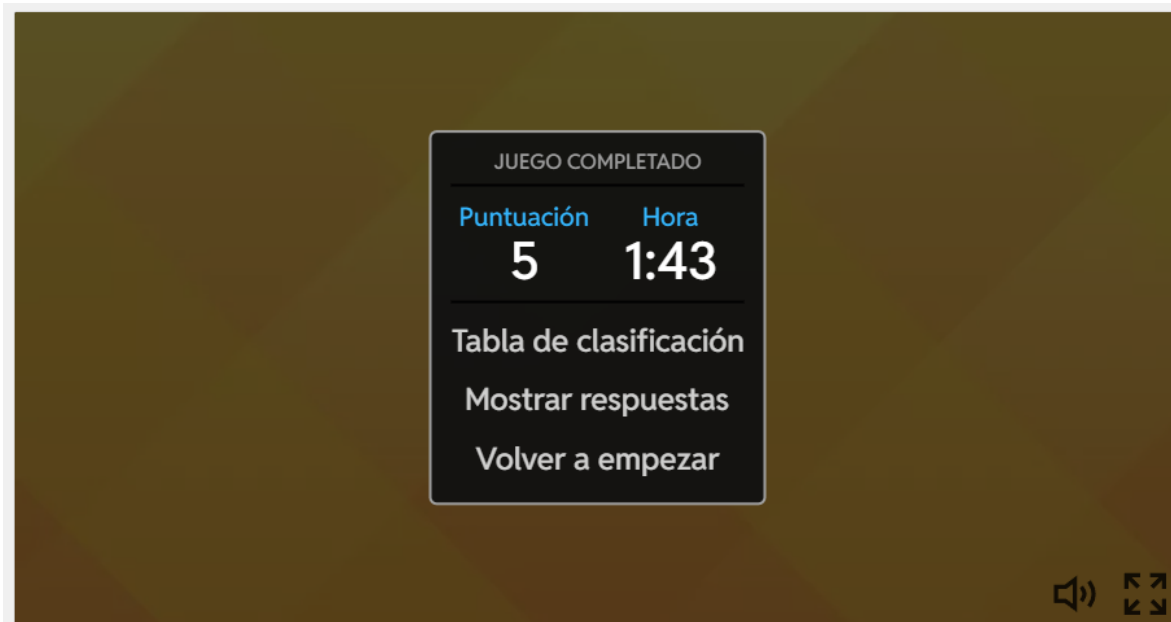 JUEGO COMPLETADO
Puntuación Hora
5 1:43
Tabla de clasificación
Mostrar respuestas
Volver a empezar